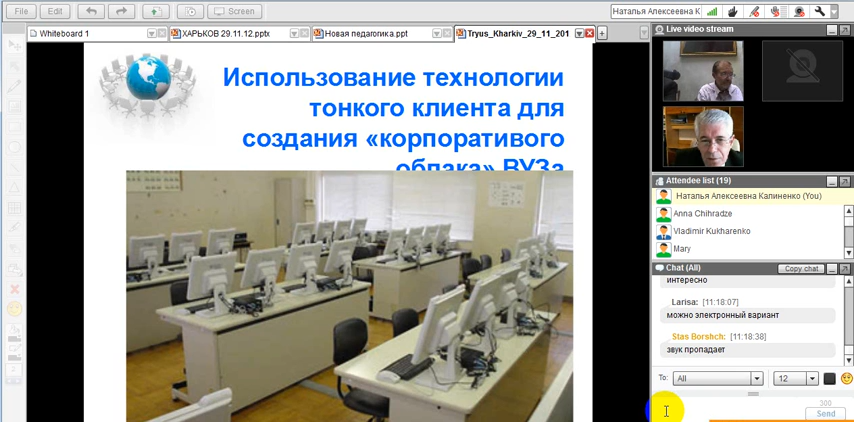 File
Edit
Screen
Наталья Алексеевна К
Whiteboard 1
ХАРЬКОВ 29.11.12.pptx
Новая педагогика.ppt
Tryus_Kharkiv_29_11_201
Live video stream
Использование технологии
тонкого клиента для
создания «корпоративного
облака» ВУЗа
Attendee list (19)
Наталья Алексеевна Калиненко (You)
Anna Chihradze
Vladimir Kukharenko
Mary
Chat (All)
Copy chat
интересно
Larisa: [11:18:07]
можно электронный вариант
Stas Borshch: [11:18:38]
звук пропадает
To:
All
12
300
Send